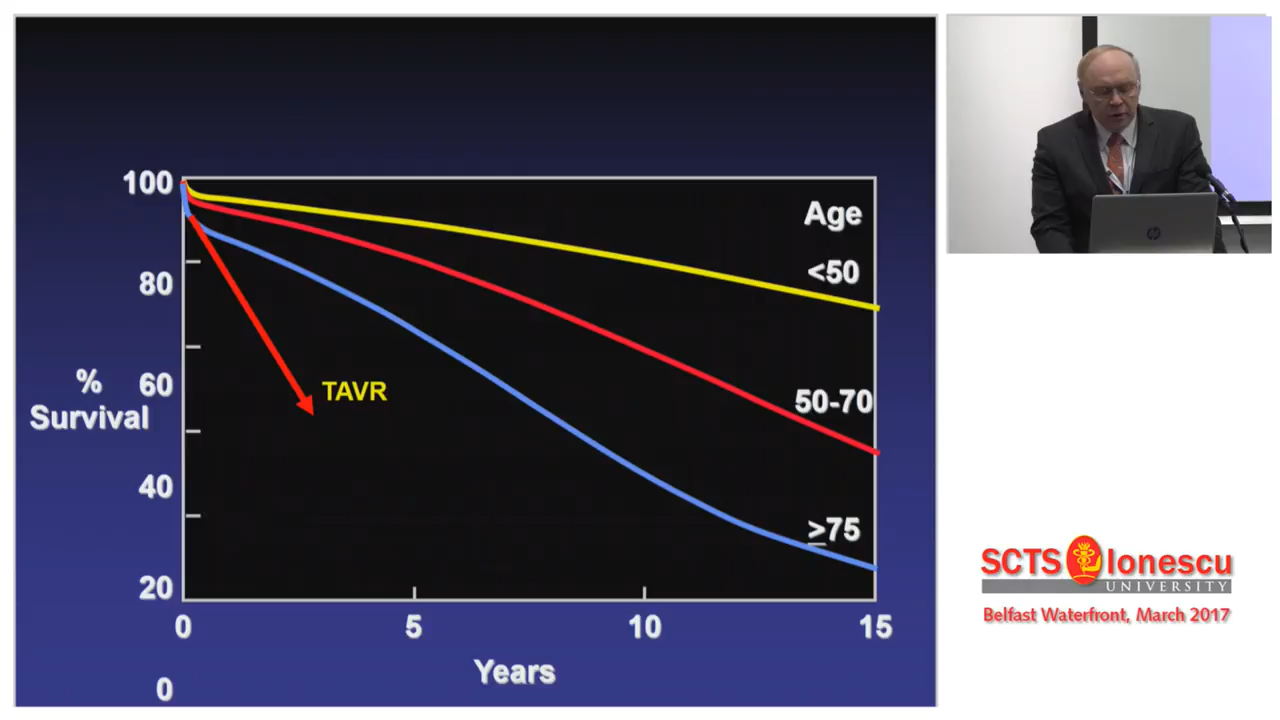 100
80
60
40
20
0
% Survival
Age
<50
50-70
≥75
TAVR
0 5 10 15
Years
SCTS Ionescu
UNIVERSITY
Belfast Waterfront, March 2017
hp